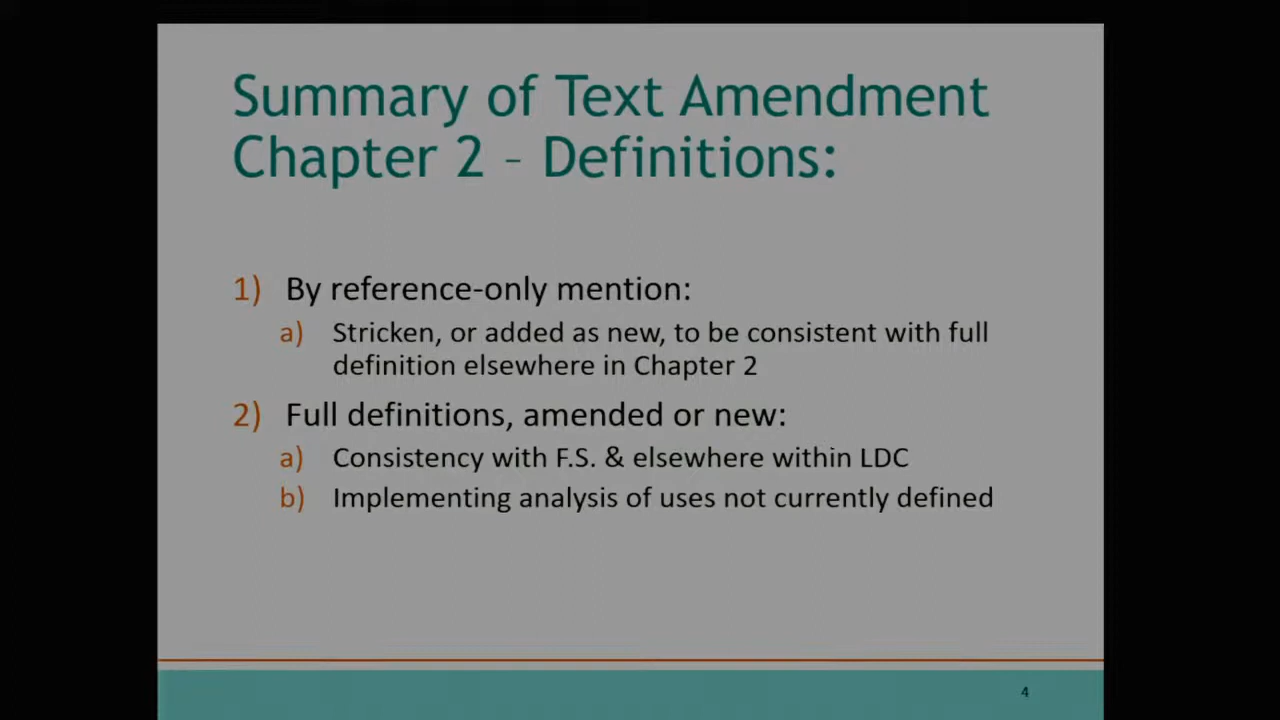 Summary of Text Amendment
Chapter 2 – Definitions:
1) By reference-only mention:
a) Stricken, or added as new, to be consistent with full
definition elsewhere in Chapter 2
2) Full definitions, amended or new:
a) Consistency with F.S. & elsewhere within LDC
b) Implementing analysis of uses not currently defined
4